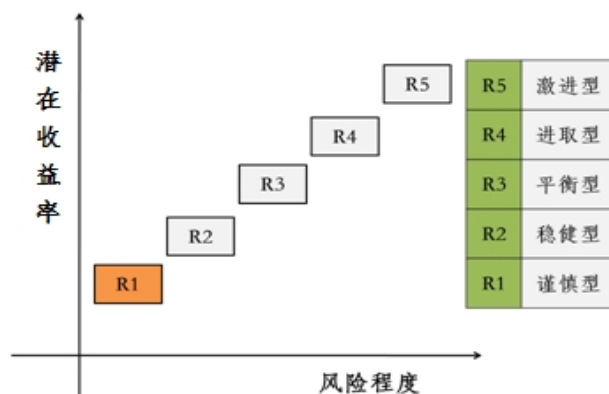 潜在收益率
R5
R4
R3
R2
R1
风险程度
R5 激进型
R4 进取型
R3 平衡型
R2 稳健型
R1 谨慎型